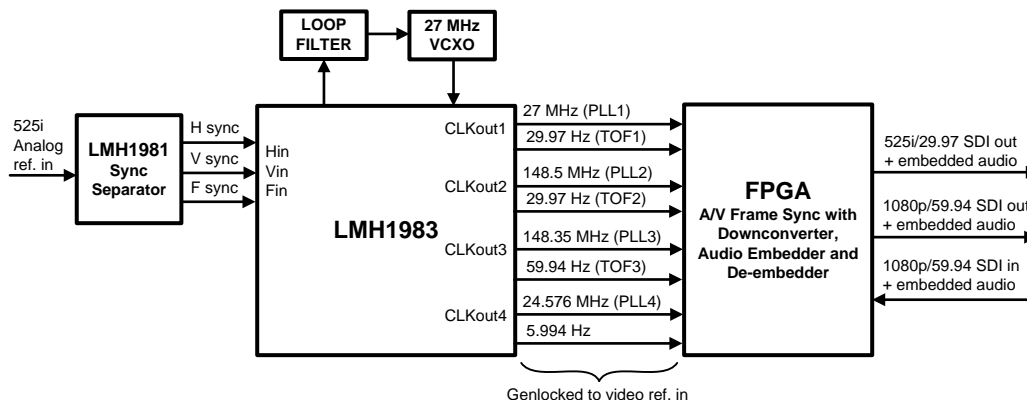 LOOP
FILTER
27 MHz
VCXO
525i
Analog
ref. in
LMH1981
Sync
Separator
H sync
V sync
F sync
Hin
Vin
Fin
LMH1983
CLKout1
CLKout2
CLKout3
CLKout4
27 MHz (PLL1)
29.97 Hz (TOF1)
148.5 MHz (PLL2)
29.97 Hz (TOF2)
148.35 MHz (PLL3)
59.94 Hz (TOF3)
24.576 MHz (PLL4)
5.994 Hz
FPGA
A/V Frame Sync with
Downconverter,
Audio Embedder and
De-embedder
525i/29.97 SDI out
+ embedded audio
1080p/59.94 SDI out
+ embedded audio
1080p/59.94 SDI in
+ embedded audio
Genlocked to video ref. in